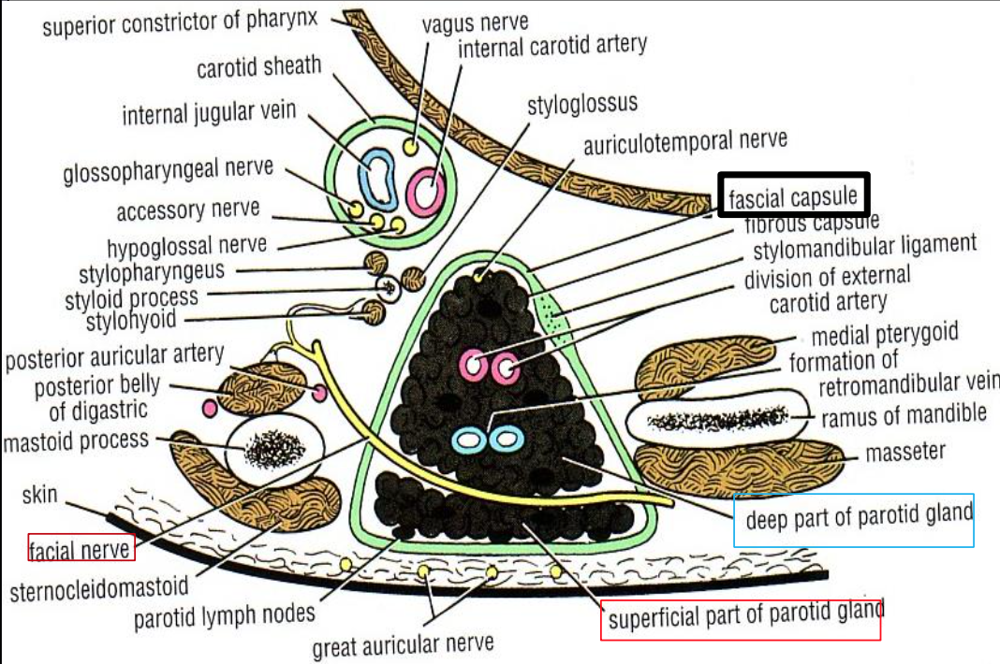 superior constrictor of pharynx
vagus nerve
internal carotid artery
carotid sheath
internal jugular vein
styloglossus
auriculotemporal nerve
glossopharyngeal nerve
fascial capsule
accessory nerve
fibrous capsule
hypoglossal nerve
stylomandibular ligament
stylopharyngeus
division of external
carotid artery
styloid process
stylohyoid
medial pterygoid
posterior auricular artery
formation of
retromandibular vein
posterior belly
of digastric
ramus of mandible
mastoid process
masseter
skin
deep part of parotid gland
facial nerve
sternocleidomastoid
parotid lymph nodes
superficial part of parotid gland
great auricular nerve